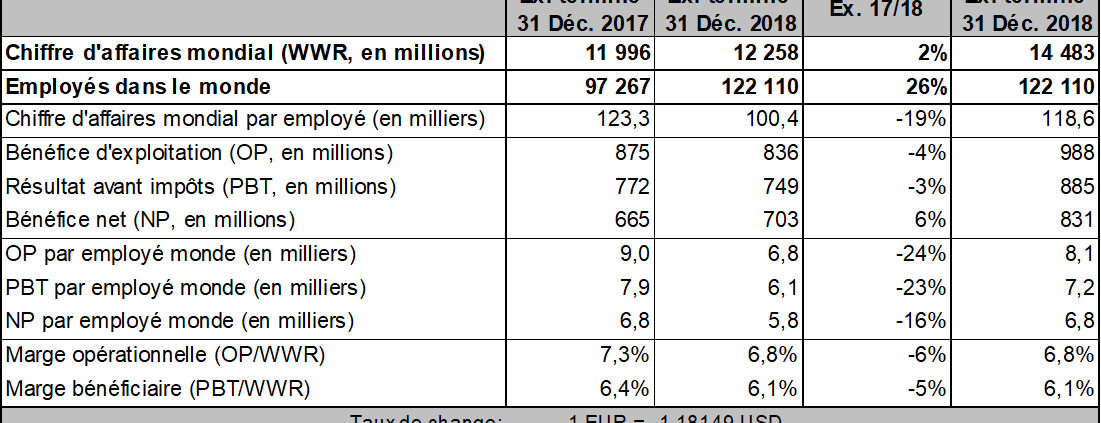 Ex. terminé Ex. terminé Ex. terminé
31 Déc. 2017 31 Déc. 2018 Ex. 17/18 31 Déc. 2018
Chiffre d'affaires mondial (WWR, en millions) 11 996 12 258 2% 14 483
Employés dans le monde 97 267 122 110 26% 122 110
Chiffre d'affaires mondial par employé (en milliers) 123,3 100,4 -19% 118,6
Bénéfice d'exploitation (OP, en millions) 875 836 -4% 988
Résultat avant impôts (PBT, en millions) 772 749 -3% 885
Bénéfice net (NP, en millions) 665 703 6% 831
OP par employé monde (en milliers) 9,0 6,8 -24% 8,1
PBT par employé monde (en milliers) 7,9 6,1 -23% 7,2
NP par employé monde (en milliers) 6,8 5,8 -16% 6,8
Marge opérationnelle (OP/WWR) 7,3% 6,8% -6% 6,8%
Marge bénéficiaire (PBT/WWR) 6,4% 6,1% -5% 6,1%
Taux de change: 1 EUR = 1,18149 USD